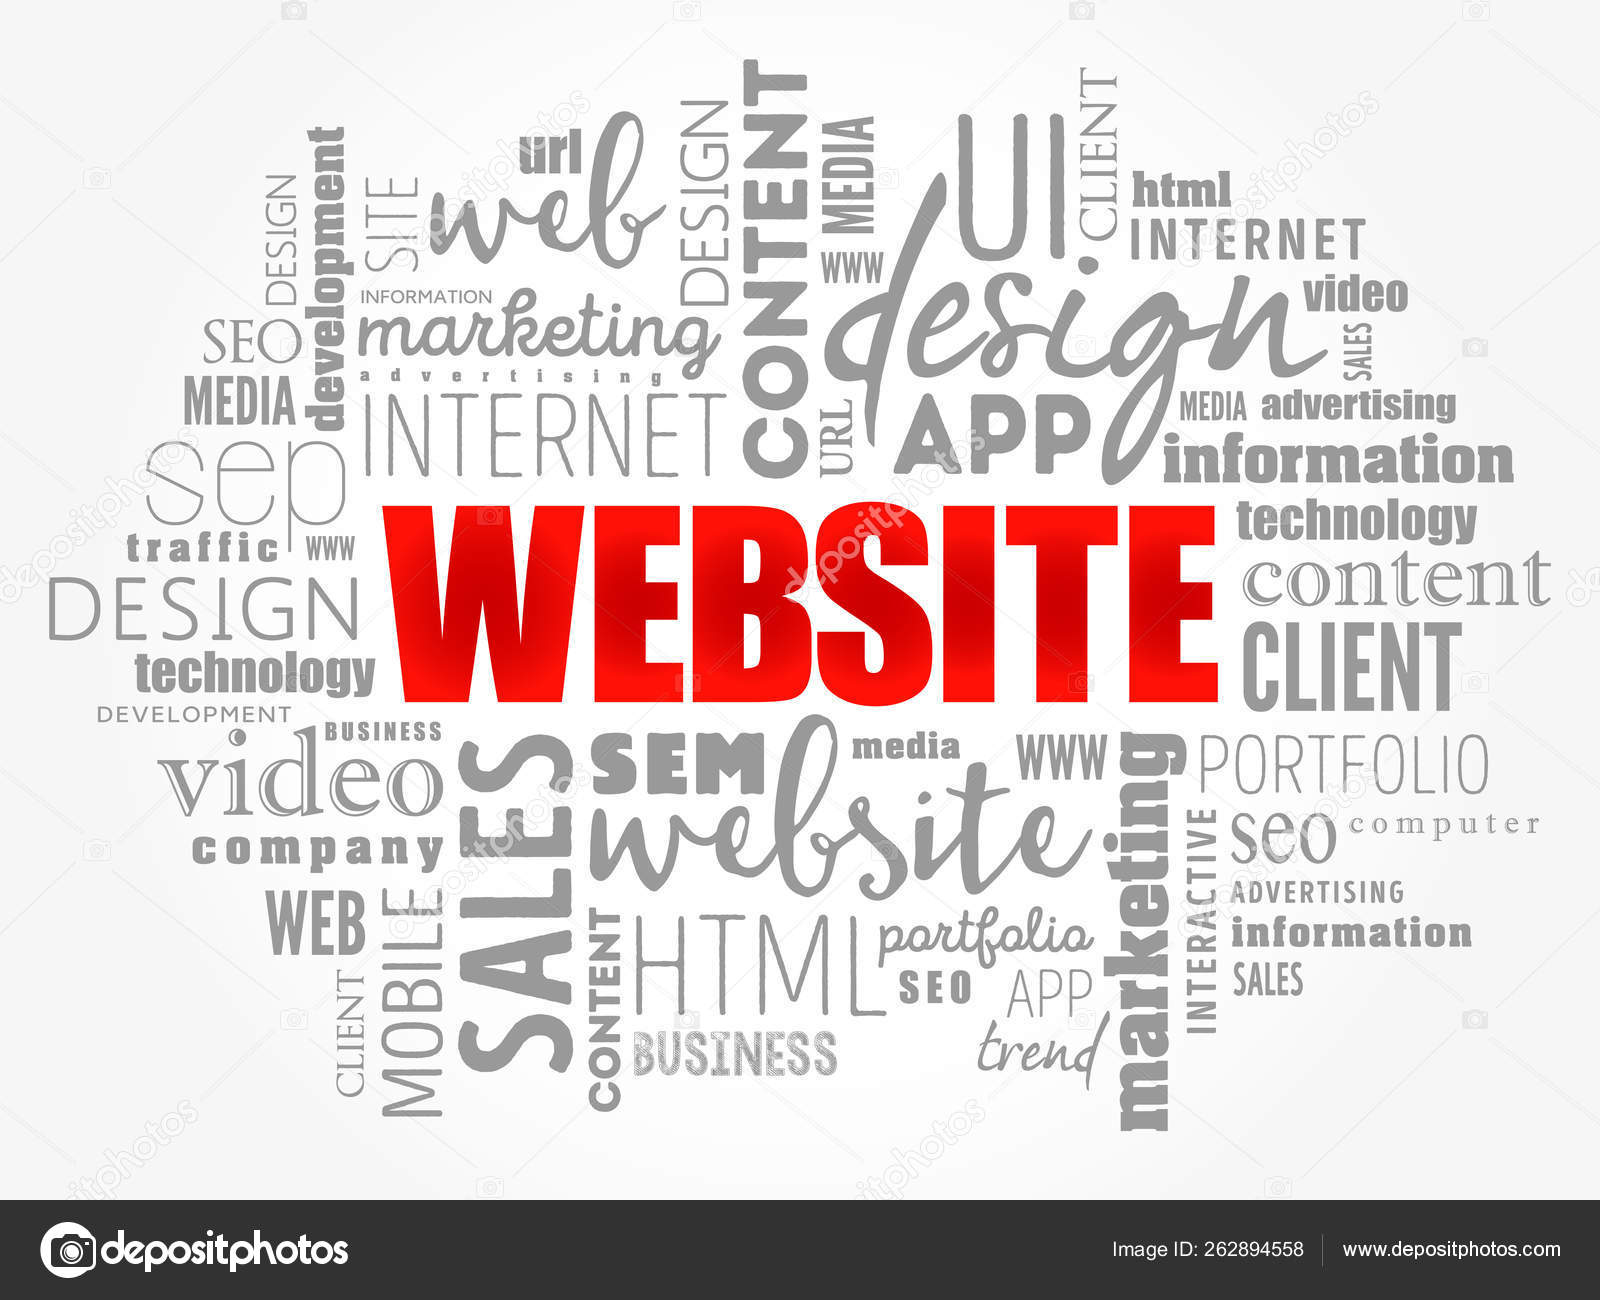 url
web
DESIGN
CONTENT
MEDIA
WWW
UI
CLIENT
html
INTERNET
video
SALES
DESIGN
development
SITE
INFORMATION
marketing
advertising
INTERNET
SEO
MEDIA
sep
traffic
WWW
DESIGN
technology
DEVELOPMENT
URL
design
APP
MEDIA
advertising
information
technology
content
CLIENT
WEBSITE
BUSINESS
video
company
WEB
CLIENT
MOBILE
SALES
SEM
website
media
WWW
CONTENT
HTML
BUSINESS
portfolio
SEO
APP
trend
marketing
PORTFOLIO
INTERACTIVE
seo
computer
ADVERTISING
information
SALES
depositphotos
Image ID: 262894558
www.depositphotos.com